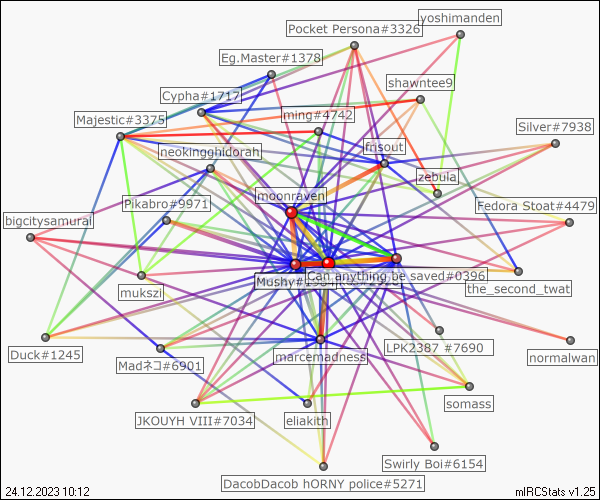 yoshimanden
Pocket Persona#3326
Eg.Master#1378
shawntee9
Cypha#1717
ming#4742
Majestic#3375
Silver#7938
frisout
neokingghidorah
zebula
moonraven
Pikabro#9971
Fedora Stoat#4479
bigcitysamurai
Can anything be saved#0396
Mushy#1984
mukszi
the_second_twat
LPK2387 #7690
Duck#1245
marcemadness
normalwan
Madネコ#6901
somass
JKOUYH VIII#7034
eliakith
Swirly Boi#6154
DacobDacob hORNY police#5271
24.12.2023 10:12
mIRCStats v1.25